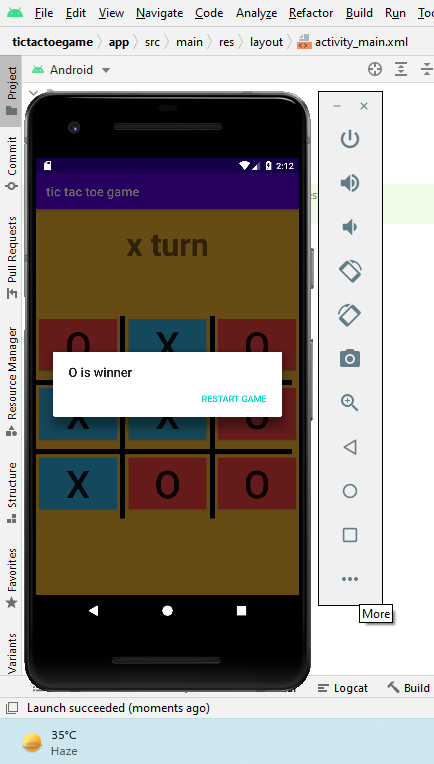 File Edit View Navigate Code Analyze Refactor Build Run
tictactoegame app src main res layout activity_main.xml
Project
Android
Commit
Pull Requests
Resource Manager
Structure
Favorites
Variants
2:12
tic tac toe game
x turn
O X O
O is winner
RESTART GAME
X X O
X O O
More
Logcat Build
Launch succeeded (moments ago)
35°C
Haze